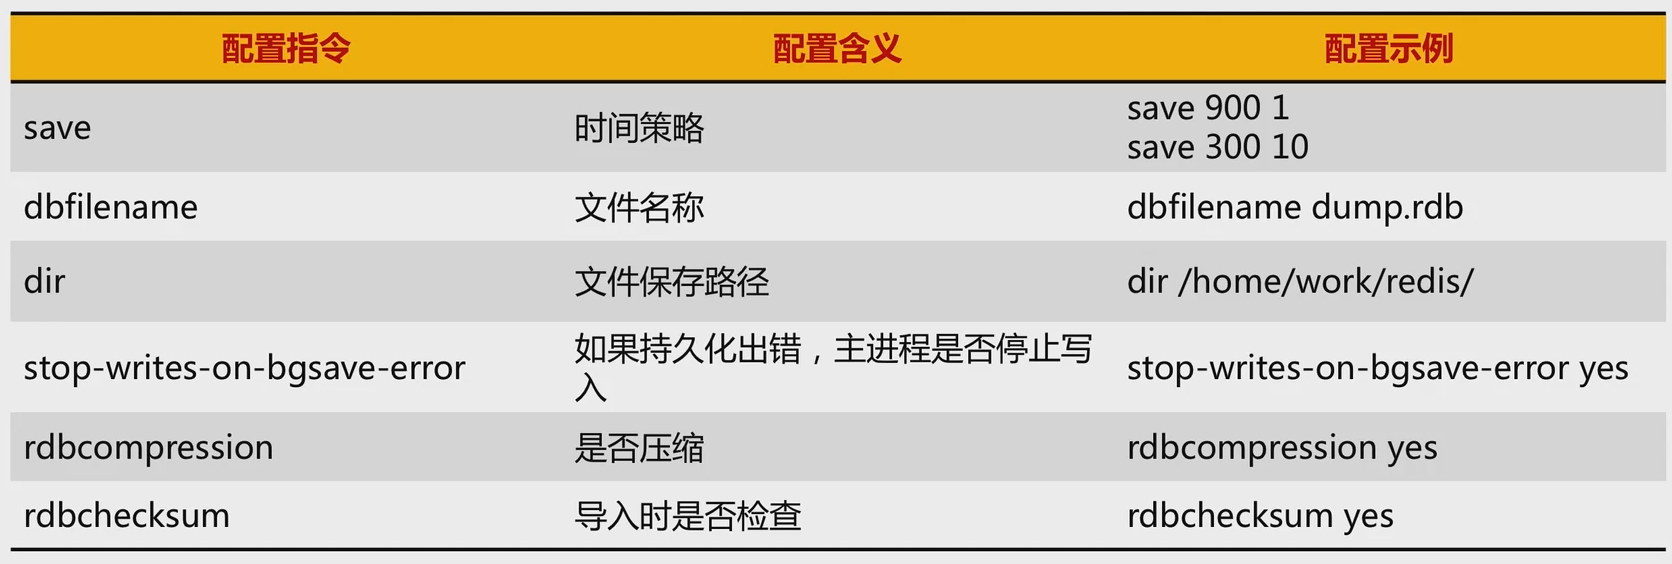 配置指令 配置含义 配置示例
save 时间策略 save 900 1
save 300 10
dbfilename 文件名称 dbfilename dump.rdb
dir 文件保存路径 dir /home/work/redis/
stop-writes-on-bgsave-error 如果持久化出错，主进程是否停止写
入 stop-writes-on-bgsave-error yes
rdbcompression 是否压缩 rdbcompression yes
rdbchecksum 导入时是否检查 rdbchecksum yes